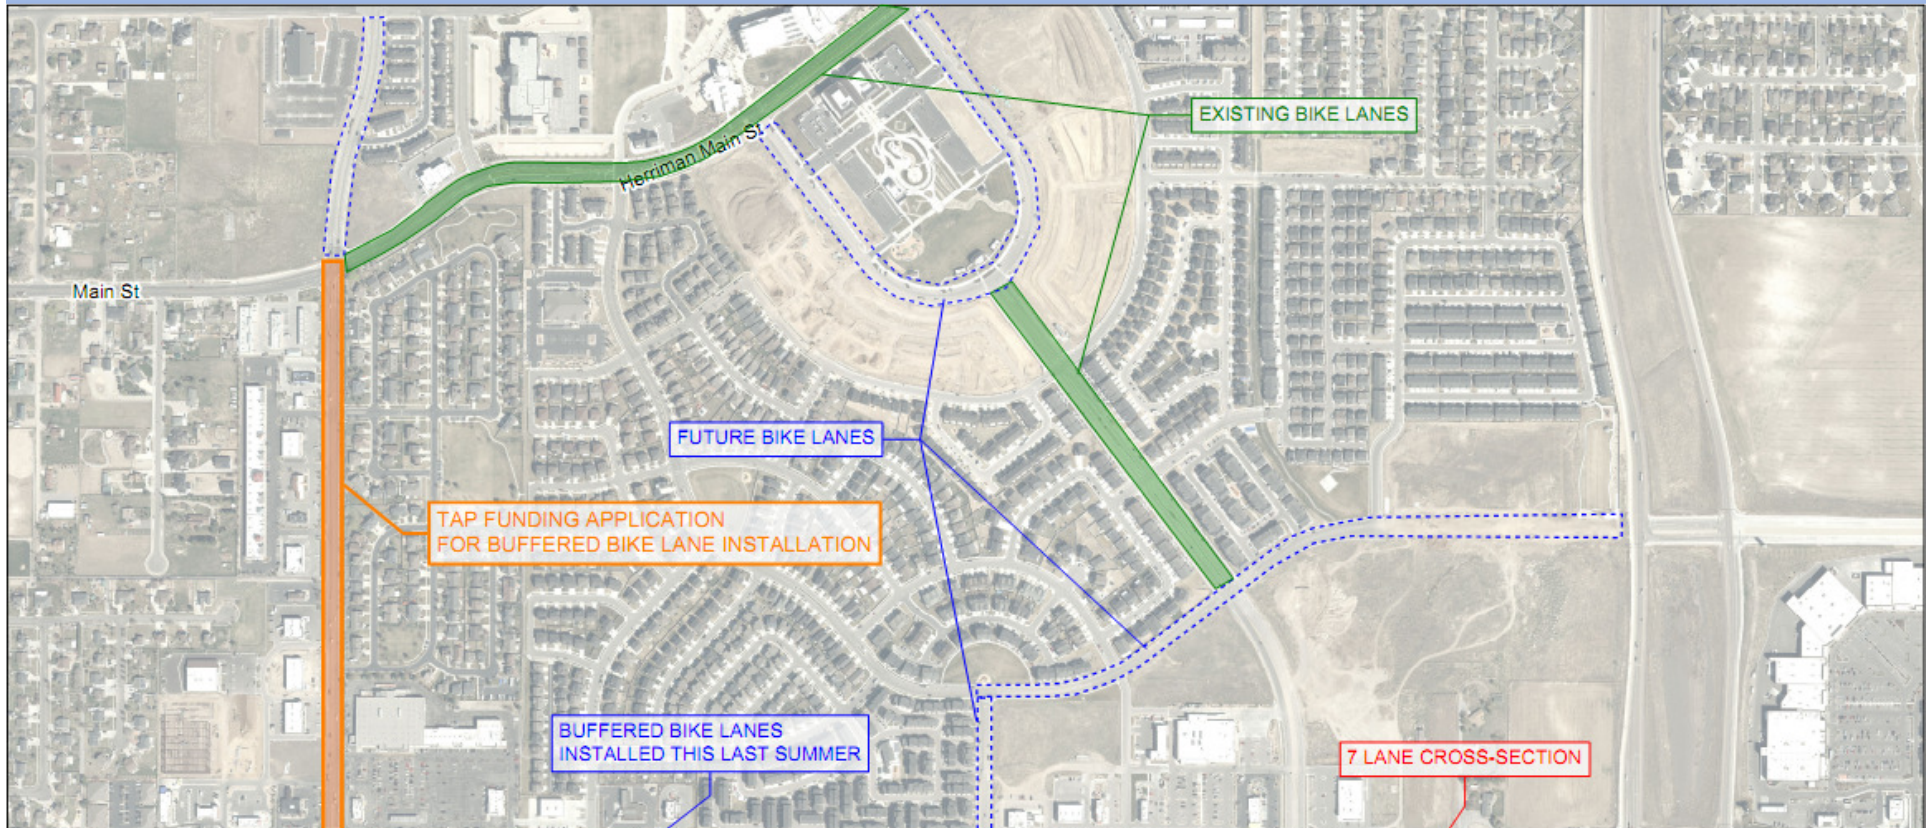 EXISTING BIKE LANES
Herriman Main St
Main St
FUTURE BIKE LANES
TAP FUNDING APPLICATION
FOR BUFFERED BIKE LANE INSTALLATION
BUFFERED BIKE LANES
INSTALLED THIS LAST SUMMER
7 LANE CROSS-SECTION